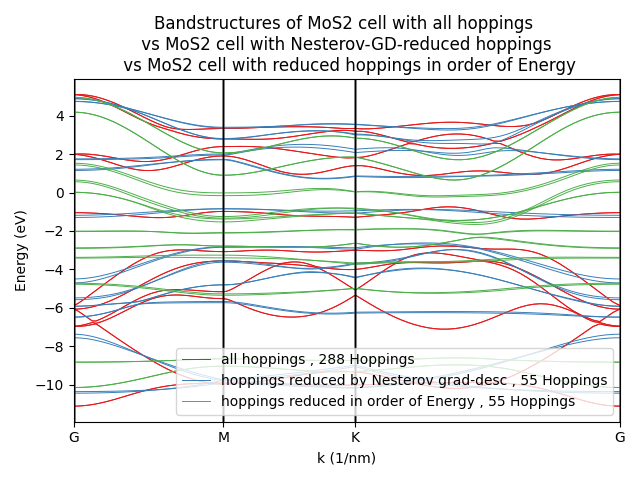 Bandstructures of MoS2 cell with all hoppings
vs MoS2 cell with Nesterov-GD-reduced hoppings
vs MoS2 cell with reduced hoppings in order of Energy
Energy (eV)
4
2
0
−2
−4
−6
−8
−10
all hoppings , 288 Hoppings
hoppings reduced by Nesterov grad-desc , 55 Hoppings
hoppings reduced in order of Energy , 55 Hoppings
G M K G
k (1/nm)